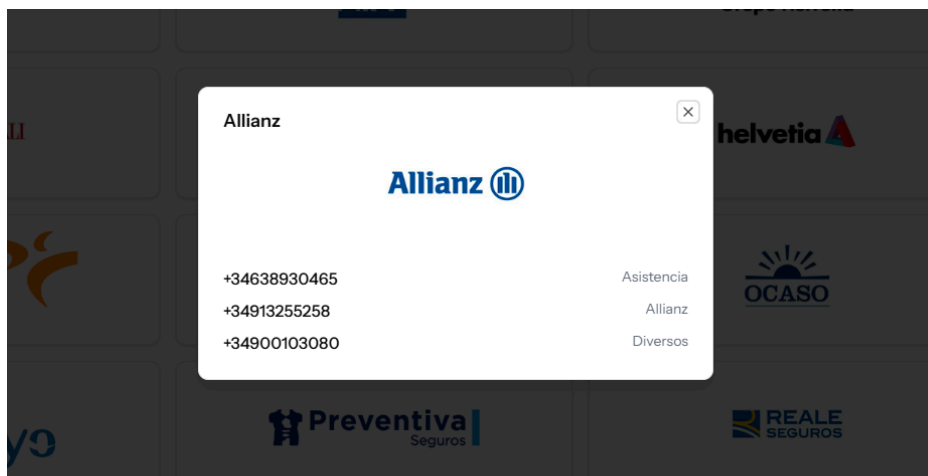 Allianz
helvetia
Allianz
OCASO
+34638930465 Asistencia
+34913255258 Allianz
+34900103080 Diversos
Preventiva
Seguros
REALE
SEGUROS